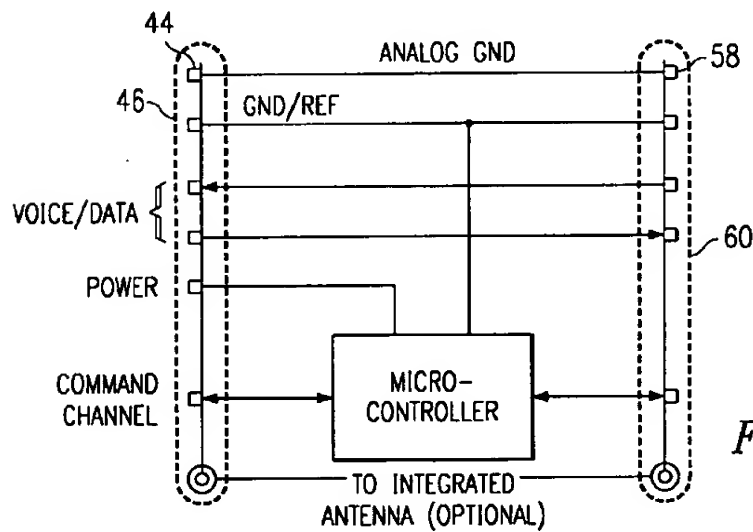 44
ANALOG GND
58
46
GND/REF
VOICE/DATA
60
POWER
COMMAND
CHANNEL
MICRO-
CONTROLLER
F
TO INTEGRATED
ANTENNA (OPTIONAL)